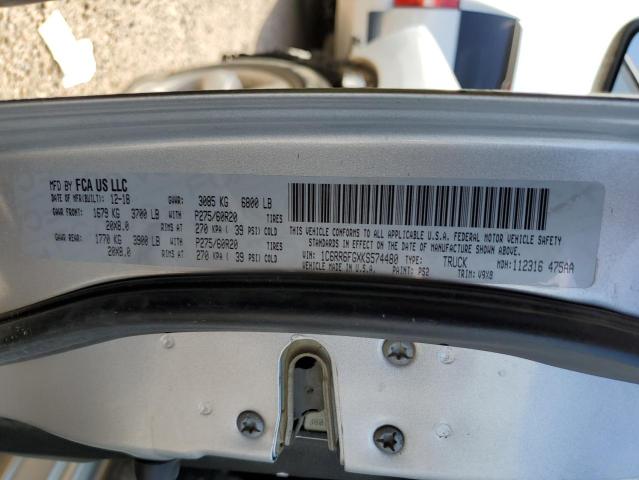 MFD BY FCA US LLC
DATE OF MFR(BUILT): 12-18 GVWR: 3085 KG 6800 LB
GAWR FRONT: 1679 KG 3700 LB WITH P275/60R20 TIRES
20X8.0 RIMS AT 270 KPA ( 39 PSI) COLD
GAWR REAR: 1770 KG 3900 LB WITH P275/60R20 TIRES
20X8.0 RIMS AT 270 KPA ( 39 PSI) COLD
THIS VEHICLE CONFORMS TO ALL APPLICABLE U.S.A. FEDERAL MOTOR VEHICLE SAFETY
STANDARDS IN EFFECT ON THE DATE OF MANUFACTURE SHOWN ABOVE.
VIN: 1C6RR6FGXKS574480 TYPE: TRUCK MDH: 112316 475AA
VEHICLE MADE IN U.S.A. PAINT: PS2 TRIM: V9X8